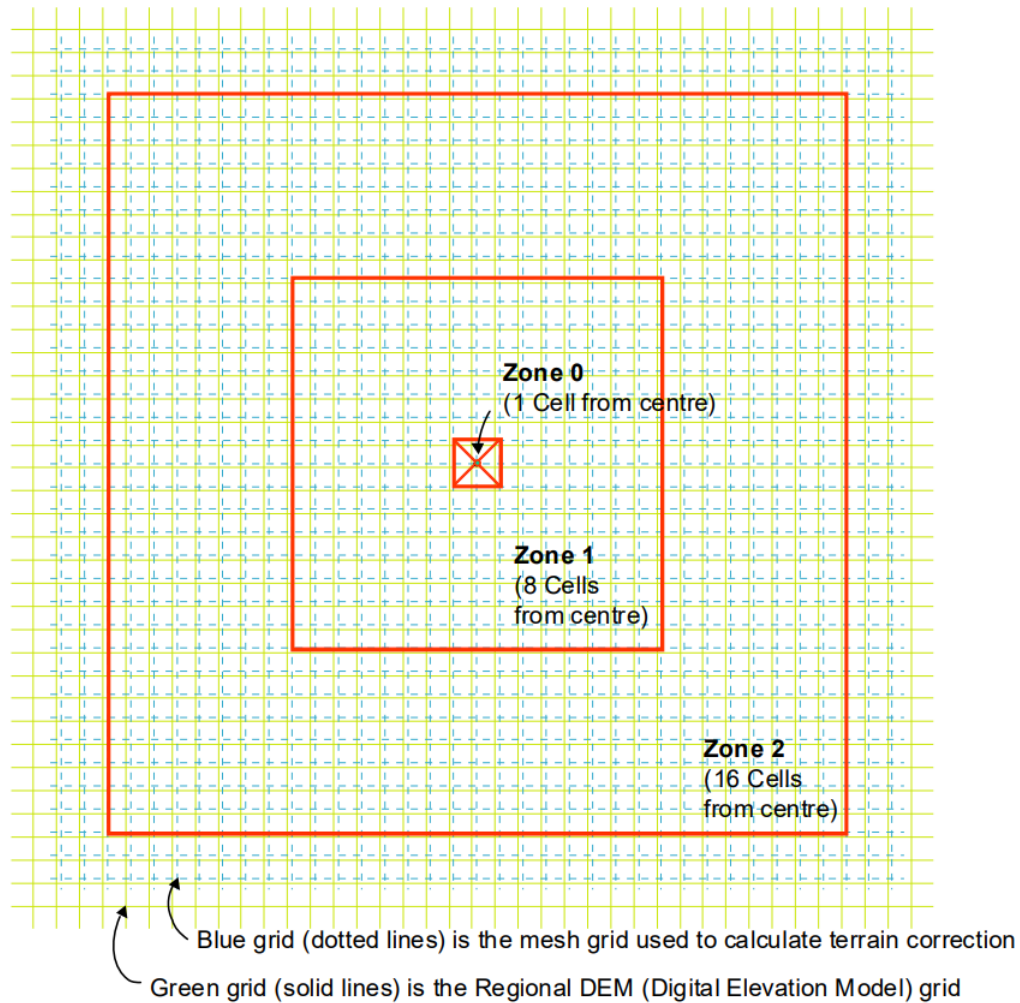 Zone 0
(1 Cell from centre)
Zone 1
(8 Cells
from centre)
Zone 2
(16 Cells
from centre)
Blue grid (dotted lines) is the mesh grid used to calculate terrain correction
Green grid (solid lines) is the Regional DEM (Digital Elevation Model) grid